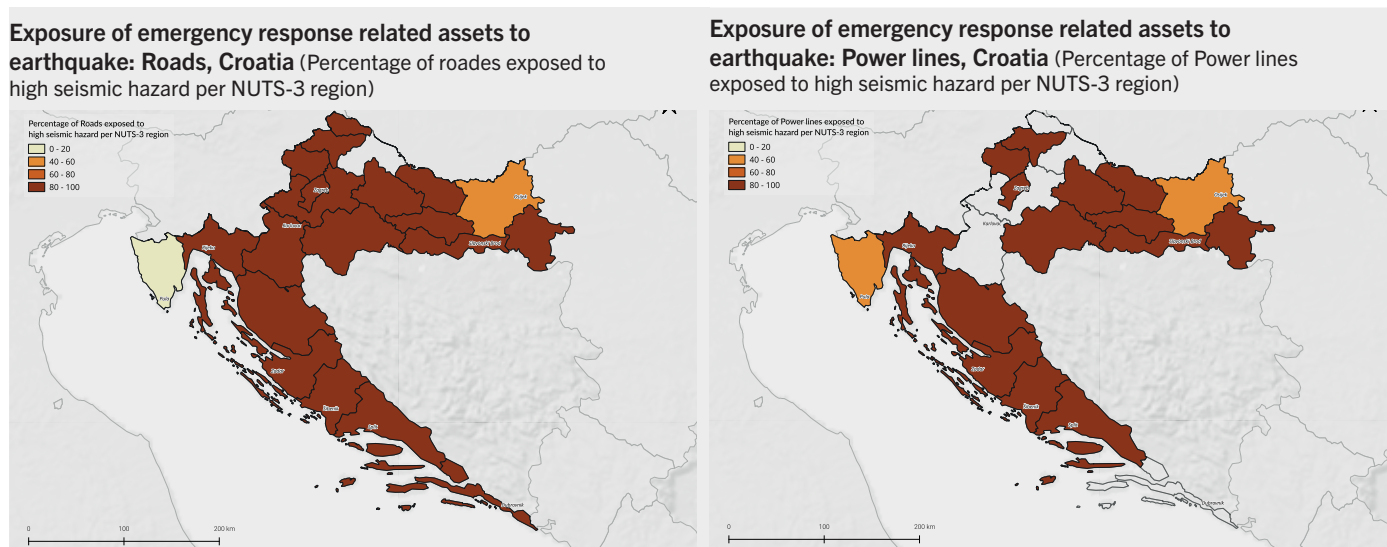 Exposure of emergency response related assets to
earthquake: Roads, Croatia (Percentage of roades exposed to
high seismic hazard per NUTS-3 region)
Percentage of Roads exposed to
high seismic hazard per NUTS-3 region
0 - 20
40 - 60
60 - 80
80 - 100
Zagreb
Osijek
Karlovac
Slavonski Brod
Rijeka
Pula
Zadar
Šibenik
Split
Dubrovnik
0 100 200 km
Exposure of emergency response related assets to
earthquake: Power lines, Croatia (Percentage of Power lines
exposed to high seismic hazard per NUTS-3 region)
Percentage of Power lines exposed to
high seismic hazard per NUTS-3 region
0 - 20
40 - 60
60 - 80
80 - 100
Zagreb
Osijek
Karlovac
Slavonski Brod
Rijeka
Pula
Zadar
Šibenik
Split
Dubrovnik
0 100 200 km